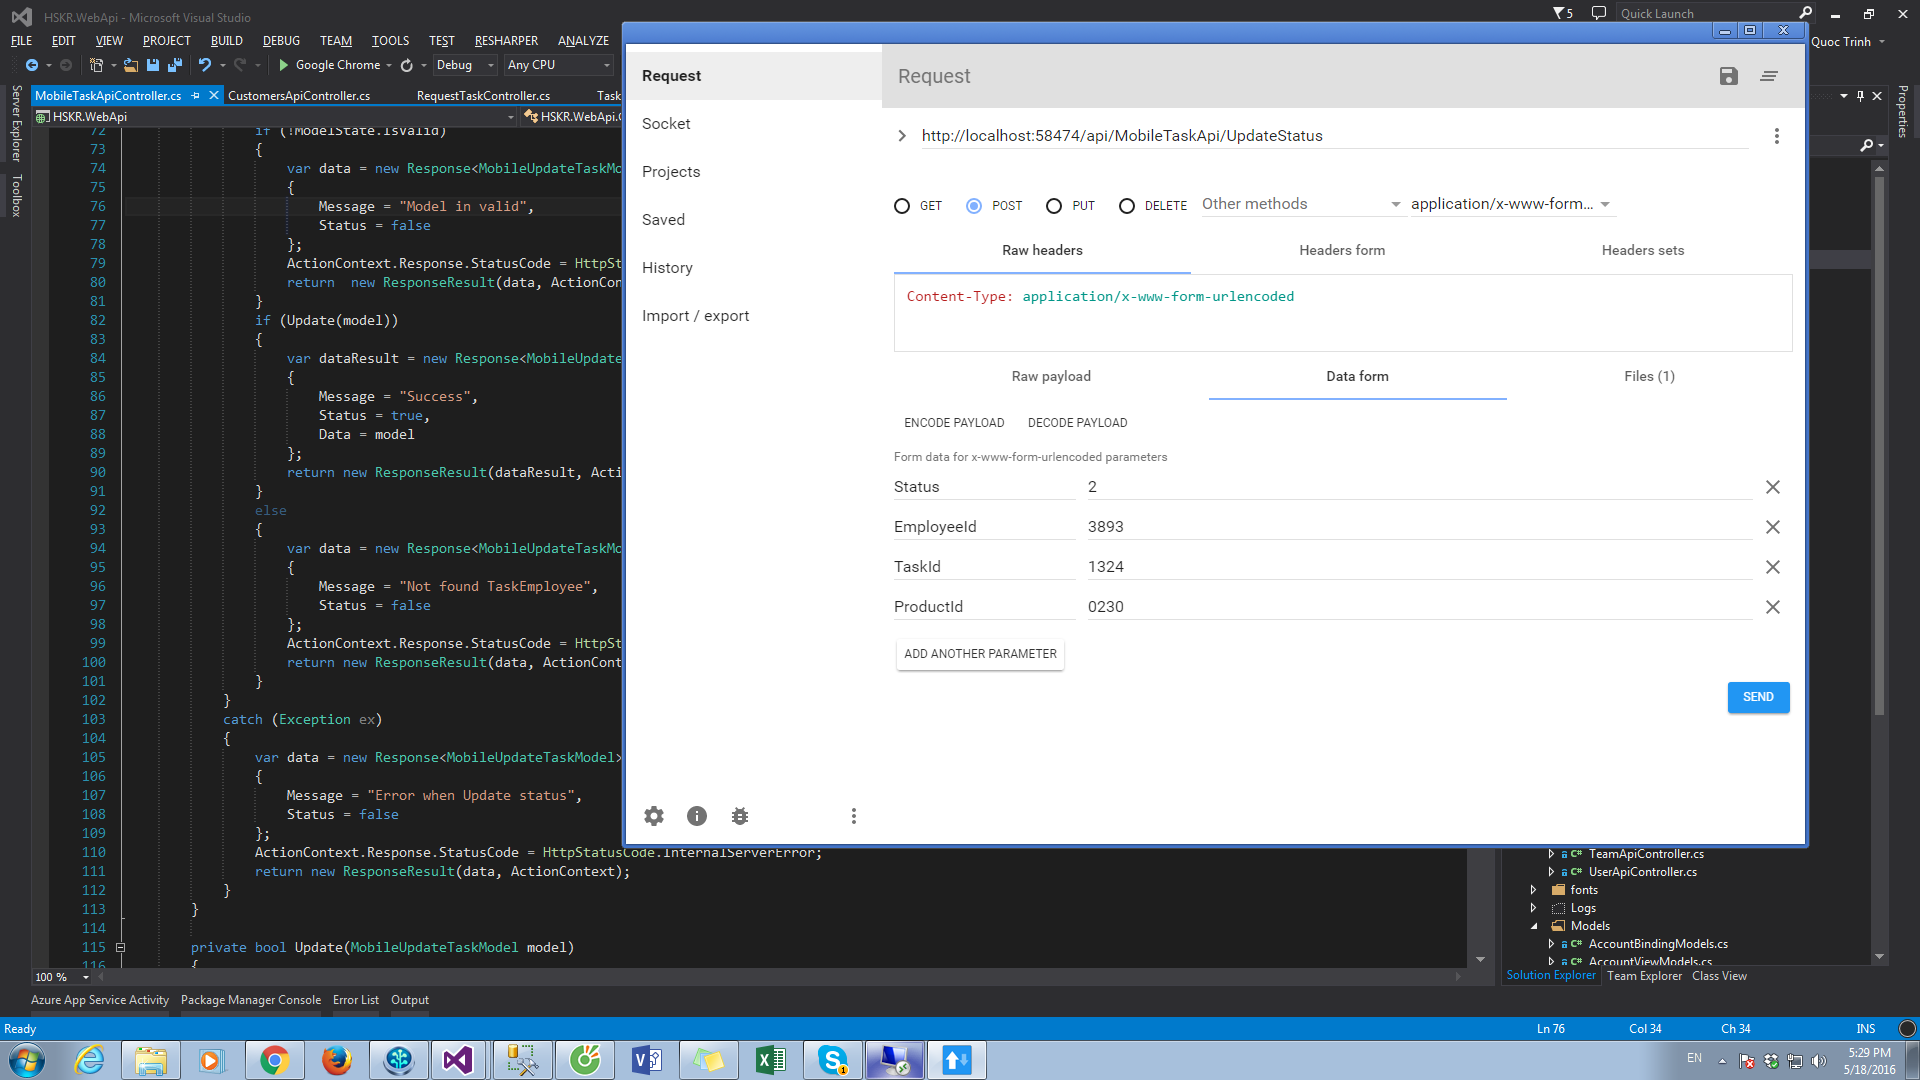 HSKR.WebApi - Microsoft Visual Studio
5
Quick Launch
FILE EDIT VIEW PROJECT BUILD DEBUG TEAM TOOLS TEST RESHARPER ANALYZE
Quoc Trinh
Google Chrome
Debug
Any CPU
MobileTaskApiController.cs
CustomersApiController.cs
RequestTaskController.cs
Task
HSKR.WebApi
HSKR.WebApi.
Server Explorer
Toolbox
Properties
72 if (!ModelState.IsValid)
73 {
74 var data = new Response<MobileUpdateTaskMo
75 {
76 Message = "Model in valid",
77 Status = false
78 };
79 ActionContext.Response.StatusCode = HttpSt
80 return new ResponseResult(data, ActionCon
81 }
82 if (Update(model))
83 {
84 var dataResult = new Response<MobileUpdate
85 {
86 Message = "Success",
87 Status = true,
88 Data = model
89 };
90 return new ResponseResult(dataResult, Acti
91 }
92 else
93 {
94 var data = new Response<MobileUpdateTaskMo
95 {
96 Message = "Not found TaskEmployee",
97 Status = false
98 };
99 ActionContext.Response.StatusCode = HttpSt
100 return new ResponseResult(data, ActionCont
101 }
102 }
103 catch (Exception ex)
104 {
105 var data = new Response<MobileUpdateTaskModel>
106 {
107 Message = "Error when Update status",
108 Status = false
109 };
110 ActionContext.Response.StatusCode = HttpStatusCode.InternalServerError;
111 return new ResponseResult(data, ActionContext);
112 }
113 }
114
115 private bool Update(MobileUpdateTaskModel model)
116 {
100 %
Request
Socket
Projects
Saved
History
Import / export
Request
http://localhost:58474/api/MobileTaskApi/UpdateStatus
GET POST PUT DELETE Other methods application/x-www-form...
Raw headers Headers form Headers sets
Content-Type: application/x-www-form-urlencoded
Raw payload Data form Files (1)
ENCODE PAYLOAD DECODE PAYLOAD
Form data for x-www-form-urlencoded parameters
Status 2
EmployeeId 3893
TaskId 1324
ProductId 0230
ADD ANOTHER PARAMETER
SEND
C# TeamApiController.cs
C# UserApiController.cs
fonts
Logs
Models
C# AccountBindingModels.cs
C# AccountViewModels.cs
Solution Explorer Team Explorer Class View
Azure App Service Activity Package Manager Console Error List Output
Ready
Ln 76 Col 34 Ch 34 INS
EN
5:29 PM
5/18/2016